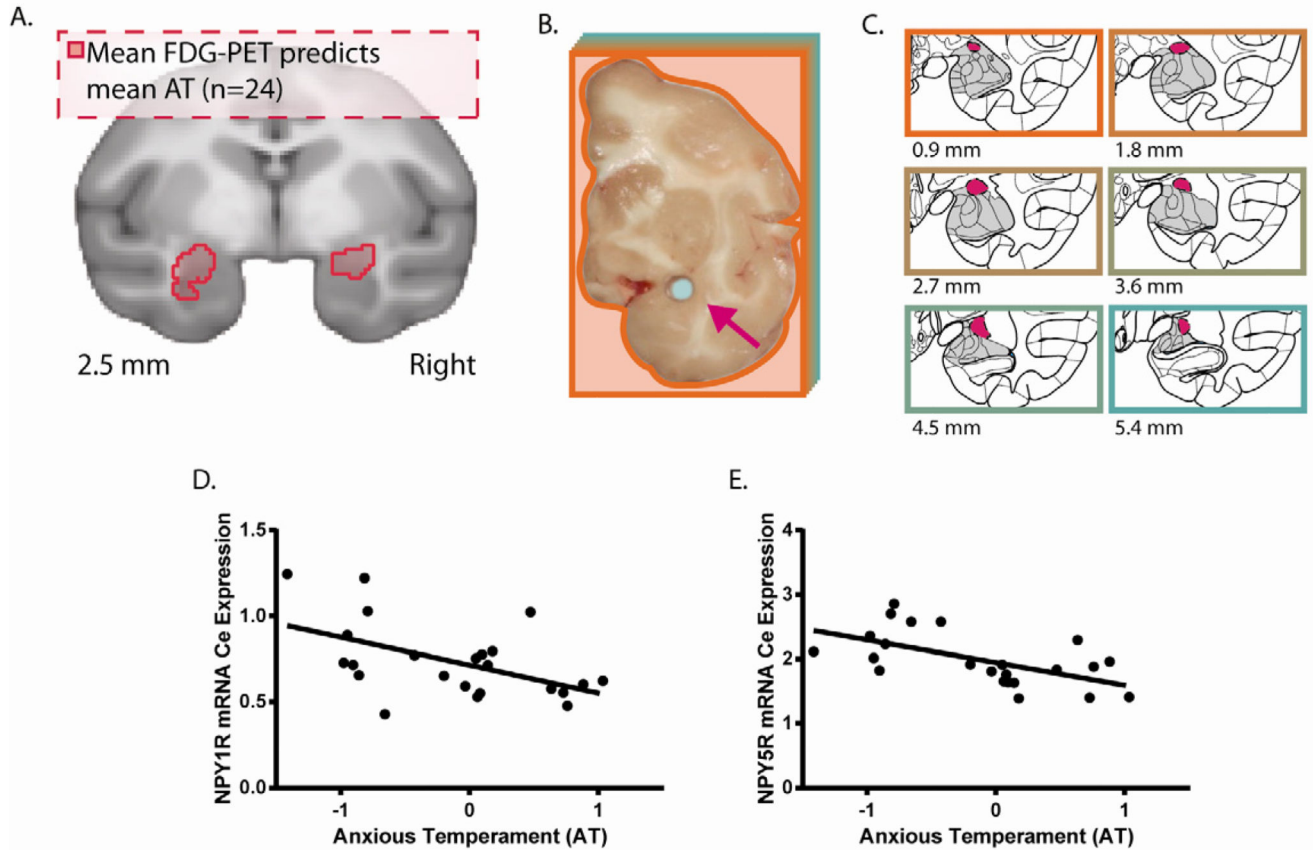 A.
Mean FDG-PET predicts
mean AT (n=24)
2.5 mm
Right
B.
C.
0.9 mm
1.8 mm
2.7 mm
3.6 mm
4.5 mm
5.4 mm
D.
NPY1R mRNA Ce Expression
1.5
1.0
0.5
0.0
-1
0
1
Anxious Temperament (AT)
E.
NPY5R mRNA Ce Expression
4
3
2
1
0
-1
0
1
Anxious Temperament (AT)